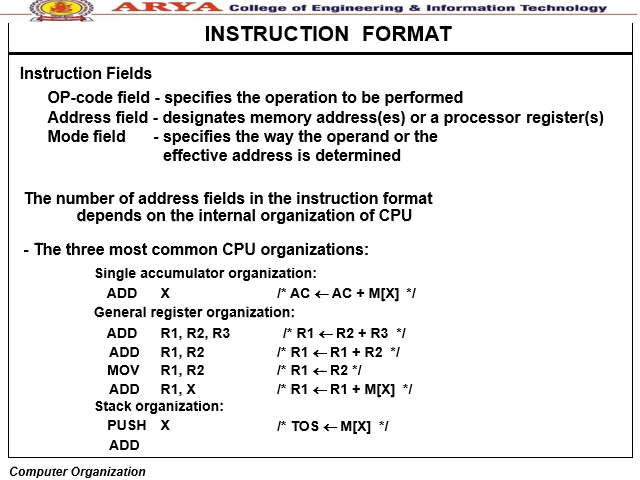 ARYA College of Engineering & Information Technology
INSTRUCTION FORMAT
Instruction Fields
OP-code field - specifies the operation to be performed
Address field - designates memory address(es) or a processor register(s)
Mode field - specifies the way the operand or the
effective address is determined
The number of address fields in the instruction format
depends on the internal organization of CPU
- The three most common CPU organizations:
Single accumulator organization:
ADD X /* AC ← AC + M[X] */
General register organization:
ADD R1, R2, R3 /* R1 ← R2 + R3 */
ADD R1, R2 /* R1 ← R1 + R2 */
MOV R1, R2 /* R1 ← R2 */
ADD R1, X /* R1 ← R1 + M[X] */
Stack organization:
PUSH X /* TOS ← M[X] */
ADD
Computer Organization